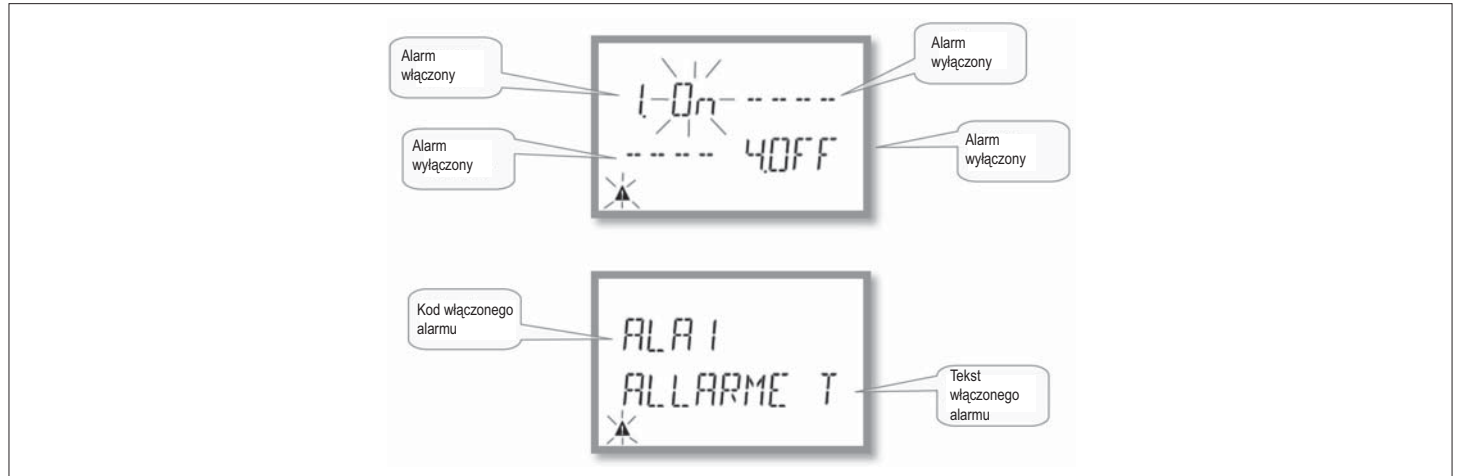 Alarm
włączony
Alarm
wyłączony
1. On ----
Alarm
wyłączony
---- 4.OFF
Alarm
wyłączony
Kod włączonego
alarmu
ALA1
ALLARME T
Tekst
włączonego
alarmu